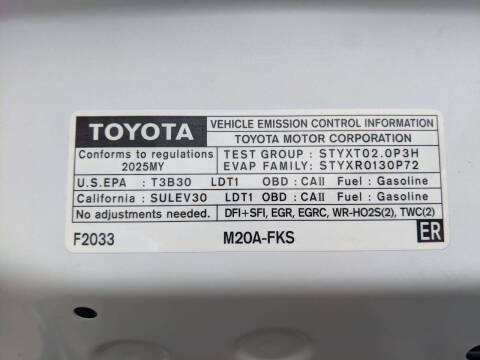 TOYOTA
VEHICLE EMISSION CONTROL INFORMATION
TOYOTA MOTOR CORPORATION
Conforms to regulations
2025MY
TEST GROUP : STYXT02.0P3H
EVAP FAMILY: STYXR0130P72
U.S.EPA : T3B30 LDT1 OBD : CAII Fuel : Gasoline
California : SULEV30 LDT1 OBD : CAII Fuel : Gasoline
No adjustments needed. DFI+SFI, EGR, EGRC, WR-HO2S(2), TWC(2)
F2033 M20A-FKS ER